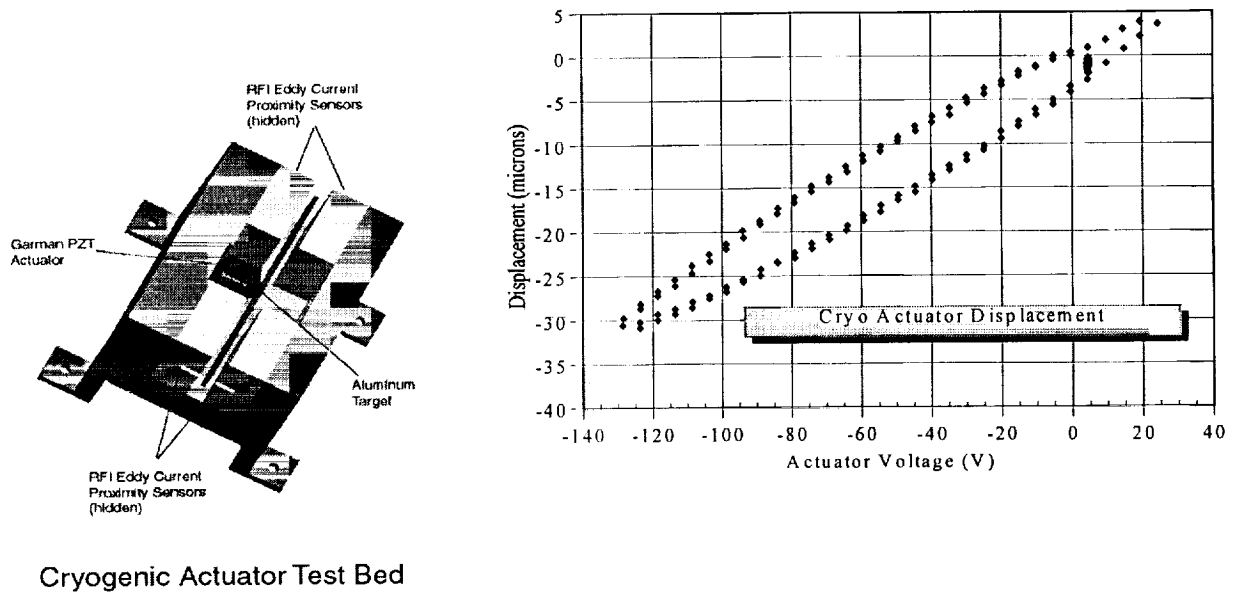 RFI Eddy Current
Proximity Sensors
(hidden)
Garman PZT
Actuator
Aluminum
Target
RFI Eddy Current
Proximity Sensors
(hidden)
Cryogenic Actuator Test Bed
5
0
-5
-10
-15
-20
-25
-30
-35
-40
Displacement (microns)
Cryo Actuator Displacement
-140 -120 -100 -80 -60 -40 -20 0 20 40
Actuator Voltage (V)